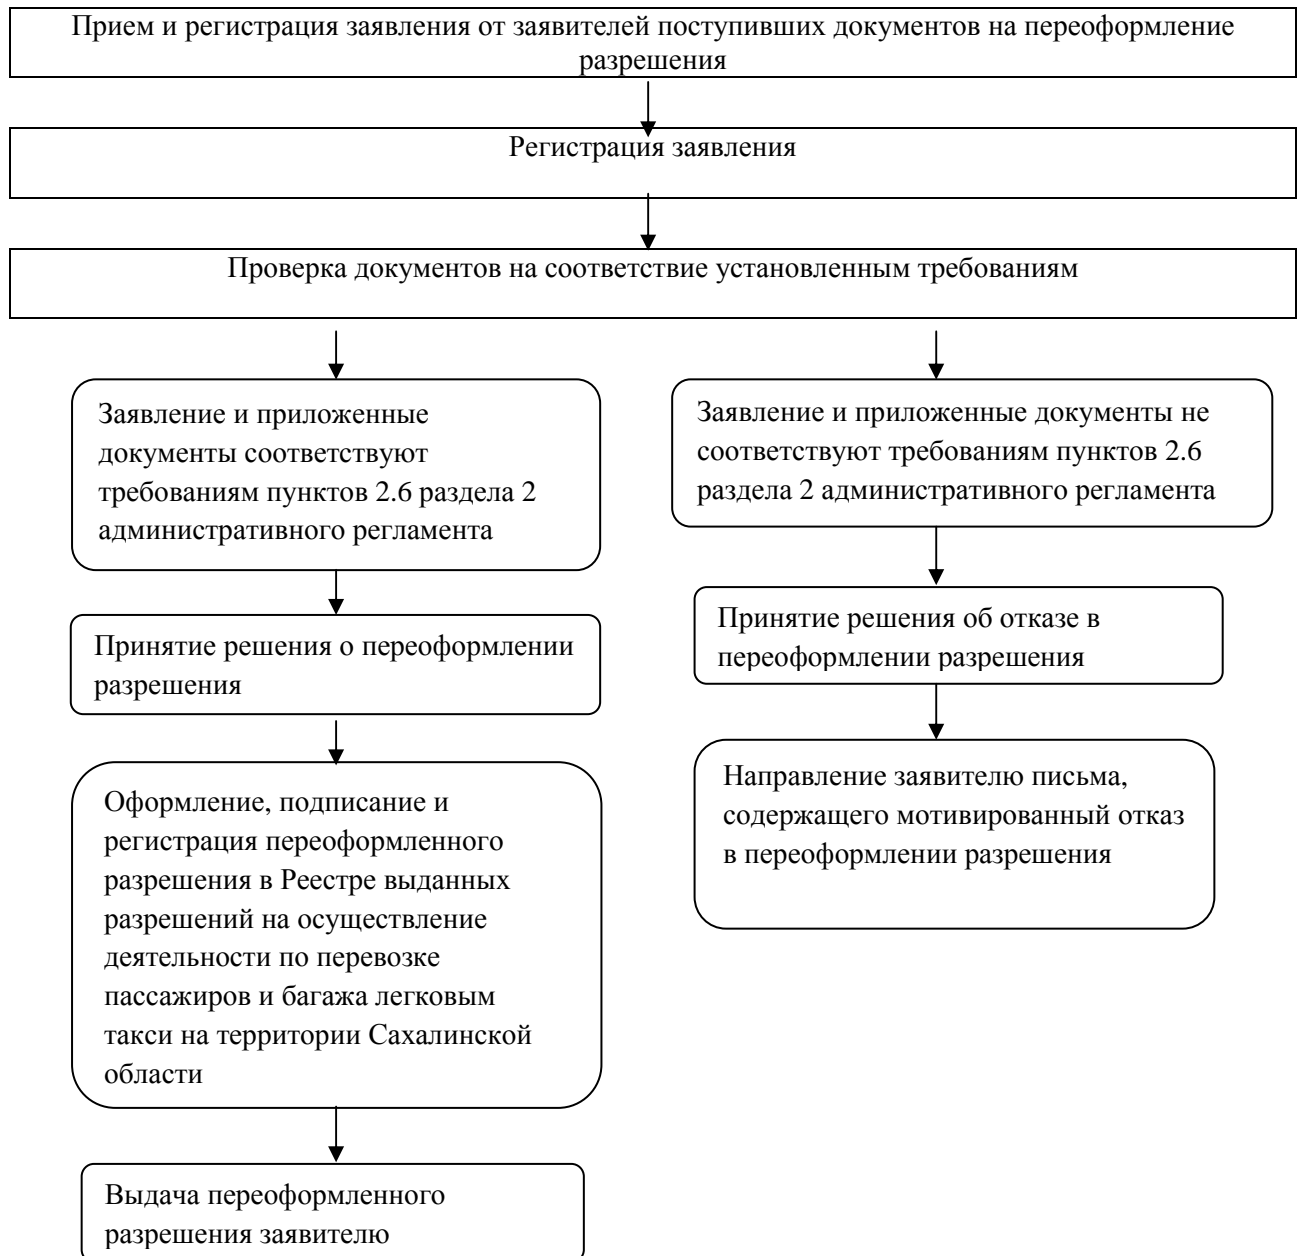 Прием и регистрация заявления от заявителей поступивших документов на переоформление
разрешения
Регистрация заявления
Проверка документов на соответствие установленным требованиям
Заявление и приложенные
документы соответствуют
требованиям пунктов 2.6 раздела 2
административного регламента
Заявление и приложенные документы не
соответствуют требованиям пунктов 2.6
раздела 2 административного регламента
Принятие решения о переоформлении
разрешения
Принятие решения об отказе в
переоформлении разрешения
Оформление, подписание и
регистрация переоформленного
разрешения в Реестре выданных
разрешений на осуществление
деятельности по перевозке
пассажиров и багажа легковым
такси на территории Сахалинской
области
Направление заявителю письма,
содержащего мотивированный отказ
в переоформлении разрешения
Выдача переоформленного
разрешения заявителю